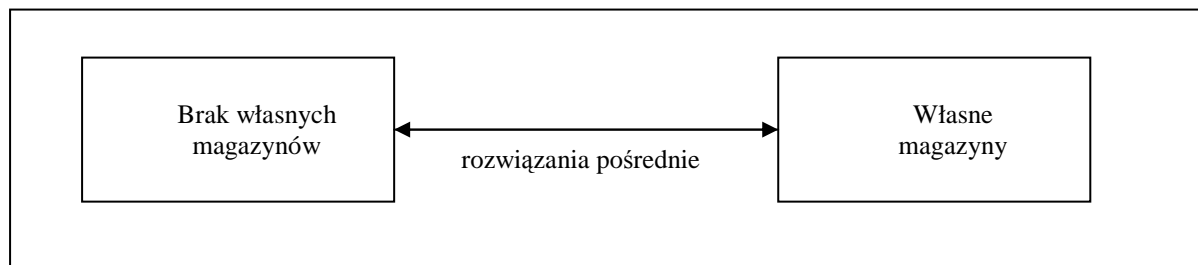 Brak własnych
magazynów
rozwiązania pośrednie
Własne
magazyny